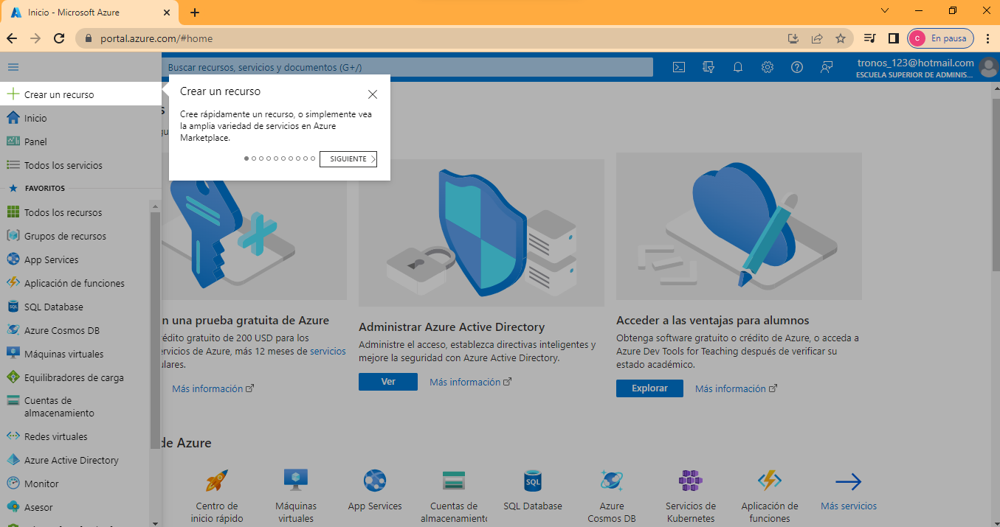 Inicio - Microsoft Azure
portal.azure.com/#home
c
En pausa
Buscar recursos, servicios y documentos (G+/)
tronos_123@hotmail.com
ESCUELA SUPERIOR DE ADMINIS...
Crear un recurso
Inicio
Panel
Todos los servicios
FAVORITOS
Todos los recursos
Grupos de recursos
App Services
Aplicación de funciones
SQL Database
Azure Cosmos DB
Máquinas virtuales
Equilibradores de carga
Cuentas de
almacenamiento
Redes virtuales
Azure Active Directory
Monitor
Asesor
Crear un recurso
Cree rápidamente un recurso, o simplemente vea
la amplia variedad de servicios en Azure
Marketplace.
SIGUIENTE
n una prueba gratuita de Azure
rédito gratuito de 200 USD para los
ervicios de Azure, más 12 meses de servicios
ulares.
Más información
Administrar Azure Active Directory
Administre el acceso, establezca directivas inteligentes y
mejore la seguridad con Azure Active Directory.
Ver
Más información
Acceder a las ventajas para alumnos
Obtenga software gratuito o crédito de Azure, o acceda a
Azure Dev Tools for Teaching después de verificar su
estado académico.
Explorar
Más información
de Azure
Centro de
inicio rápido
Máquinas
virtuales
App Services
Cuentas de
almacenamiento
SQL
SQL Database
Azure
Cosmos DB
Servicios de
Kubernetes
Aplicación de
funciones
Más servicios